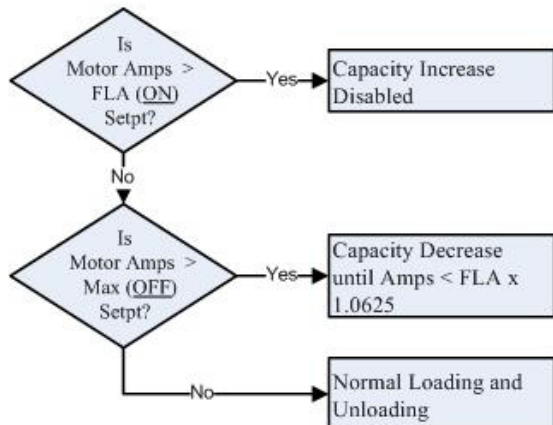 Is
Motor Amps >
FLA (ON)
Setpt?
Yes
Capacity Increase
Disabled
No
Is
Motor Amps >
Max (OFF)
Setpt?
Yes
Capacity Decrease
until Amps < FLA x
1.0625
No
Normal Loading and
Unloading